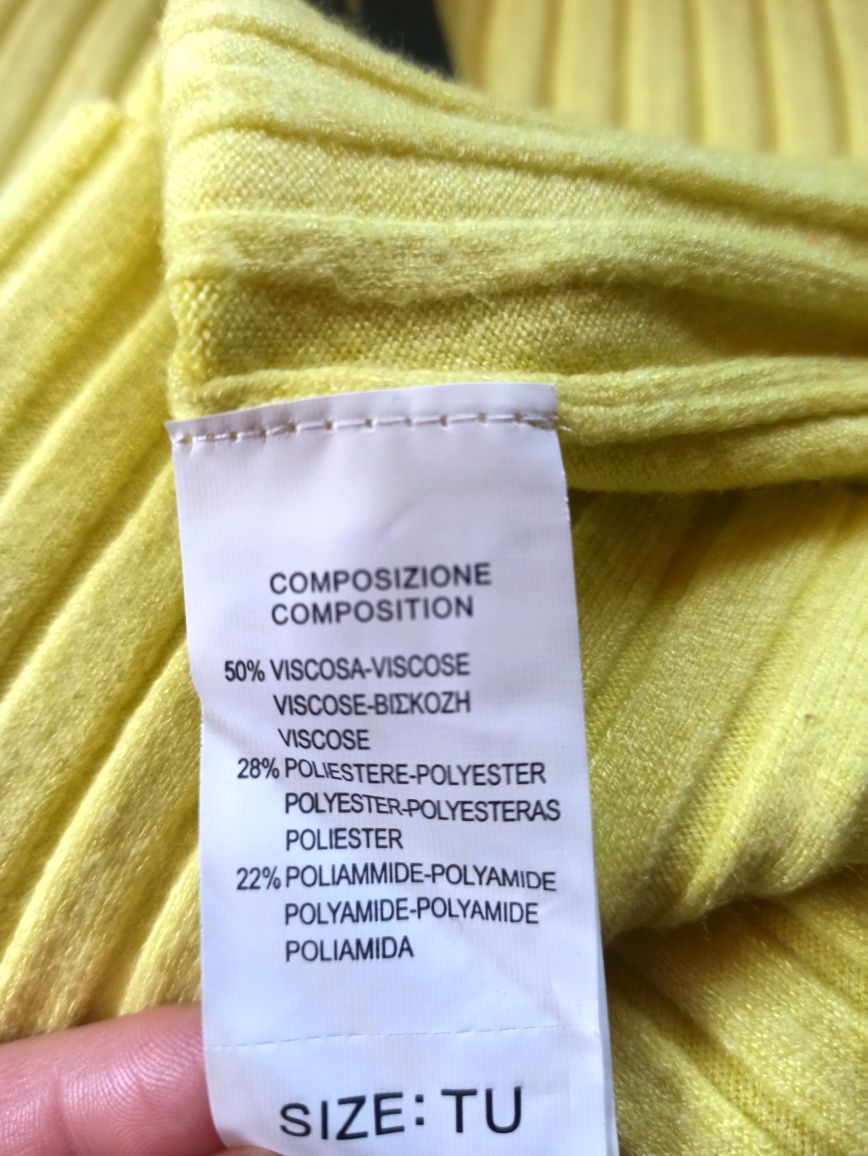 COMPOSIZIONE
COMPOSITION
50% VISCOSA-VISCOSE
VISCOSE-ΒΙΣΚΟΖΗ
VISCOSE
28% POLIESTERE-POLYESTER
POLYESTER-POLYESTERAS
POLIESTER
22% POLIAMMIDE-POLYAMIDE
POLYAMIDE-POLYAMIDE
POLIAMIDA
SIZE: TU